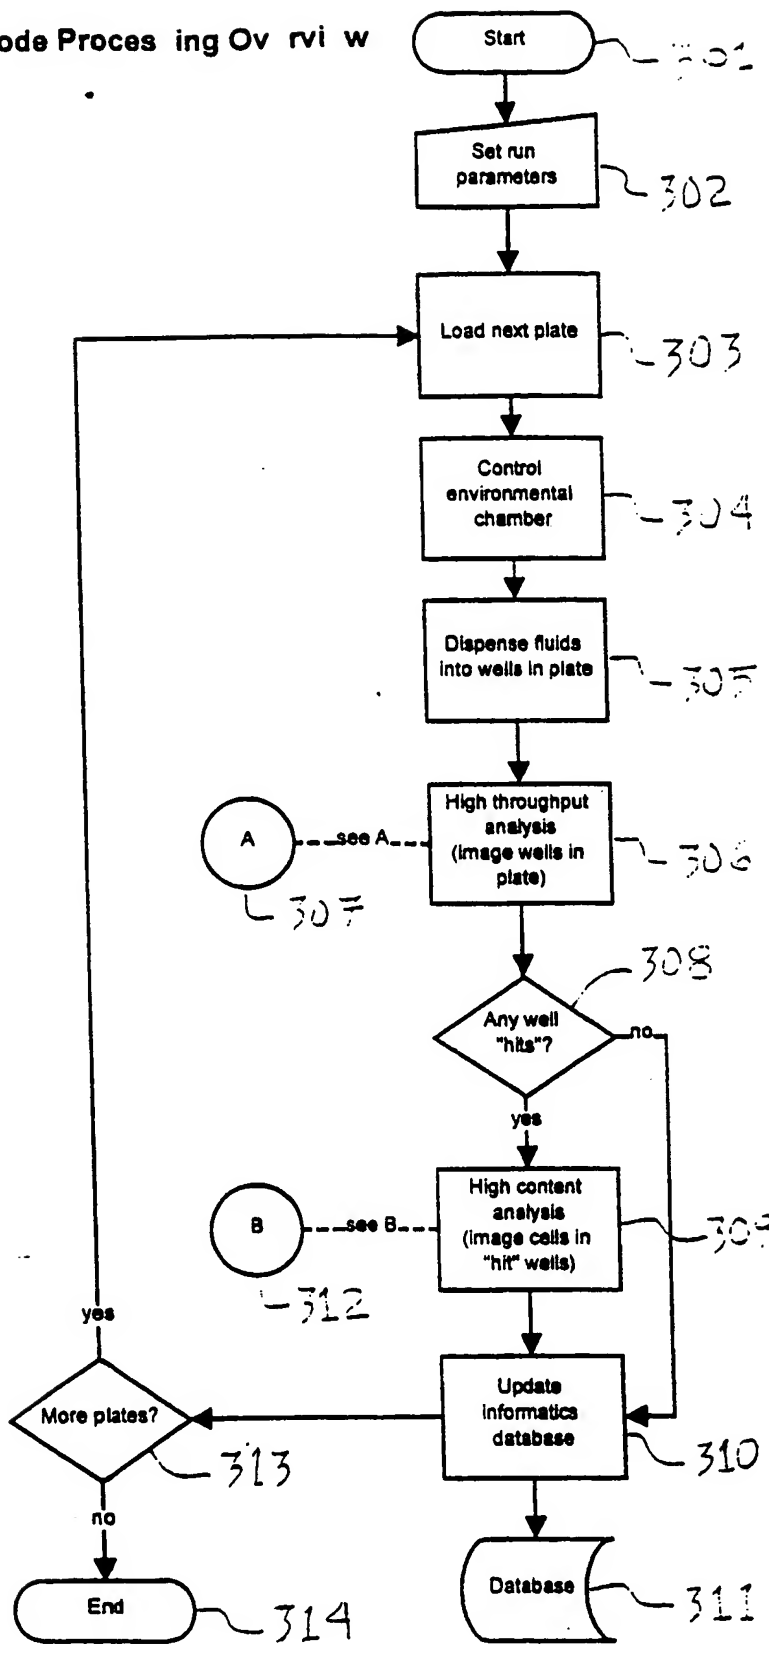 ode Proces ing Ov rvi w
Start
301
Set run
parameters
302
Load next plate
303
Control
environmental
chamber
304
Dispense fluids
into wells in plate
305
High throughput
analysis
(image wells in
plate)
306
A
see A
307
308
Any well
"hits"?
no
yes
High content
analysis
(image cells in
"hit" wells)
309
B
see B
312
yes
Update
informatics
database
310
More plates?
313
no
Database
311
End
314